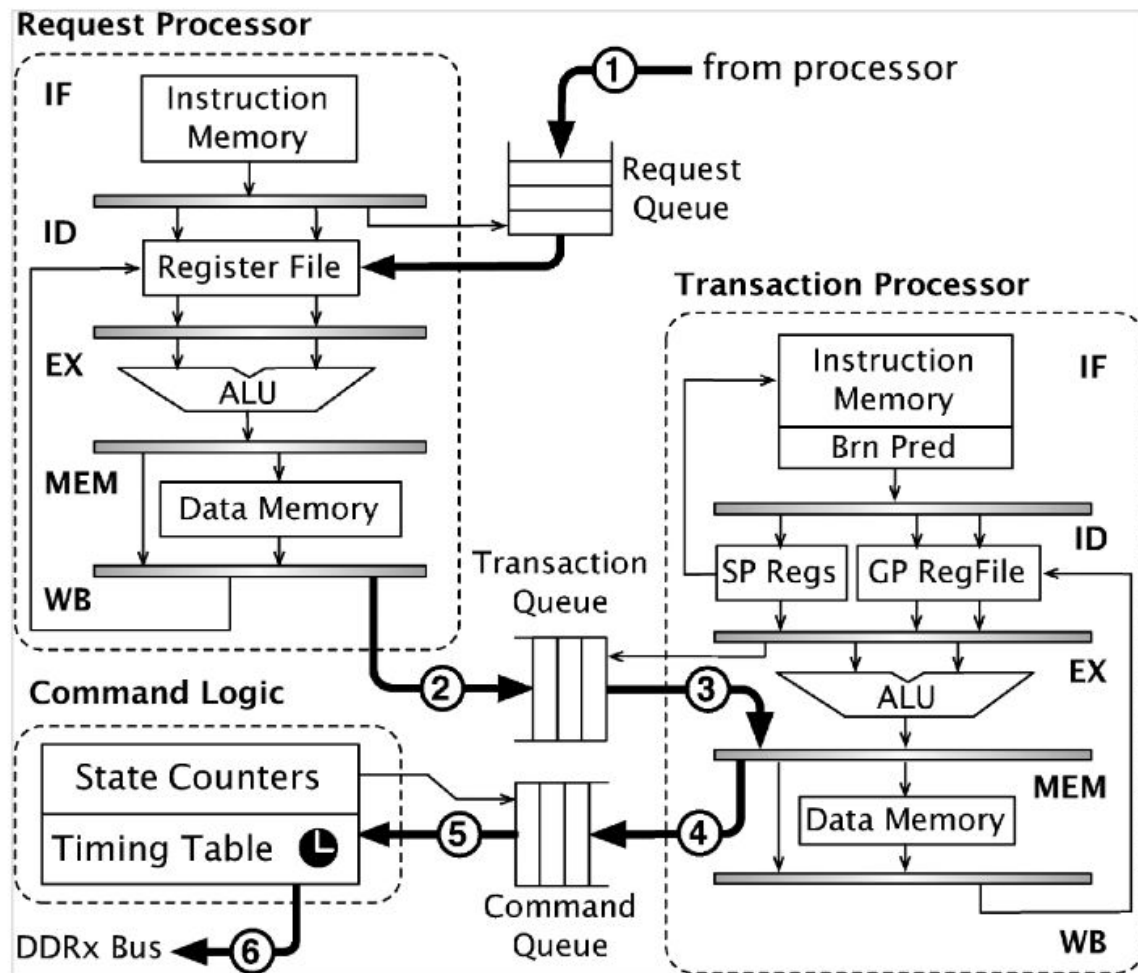 Request Processor
IF
Instruction
Memory
1
from processor
Request
Queue
ID
Register File
EX
ALU
MEM
Data Memory
WB
Transaction Processor
Instruction
Memory
IF
Brn Pred
ID
SP Regs
GP RegFile
EX
ALU
MEM
Data Memory
WB
Transaction
Queue
2
3
Command Logic
State Counters
Timing Table
5
4
Command
Queue
DDRx Bus
6